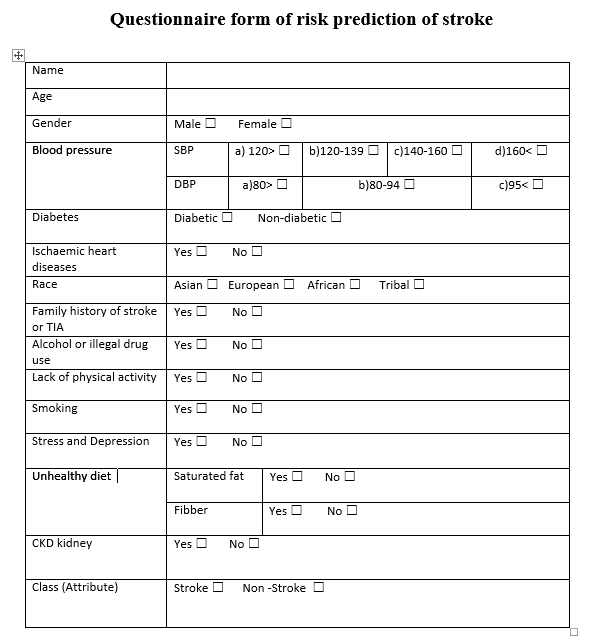 Questionnaire form of risk prediction of stroke
Name
Age
Gender Male ☐ Female ☐
Blood pressure SBP a) 120> ☐ b)120-139 ☐ c)140-160 ☐ d)160< ☐
DBP a)80> ☐ b)80-94 ☐ c)95< ☐
Diabetes Diabetic ☐ Non-diabetic ☐
Ischaemic heart Yes ☐ No ☐
diseases
Race Asian ☐ European ☐ African ☐ Tribal ☐
Family history of stroke Yes ☐ No ☐
or TIA
Alcohol or illegal drug Yes ☐ No ☐
use
Lack of physical activity Yes ☐ No ☐
Smoking Yes ☐ No ☐
Stress and Depression Yes ☐ No ☐
Unhealthy diet Saturated fat Yes ☐ No ☐
Fibber Yes ☐ No ☐
CKD kidney Yes ☐ No ☐
Class (Attribute) Stroke ☐ Non -Stroke ☐